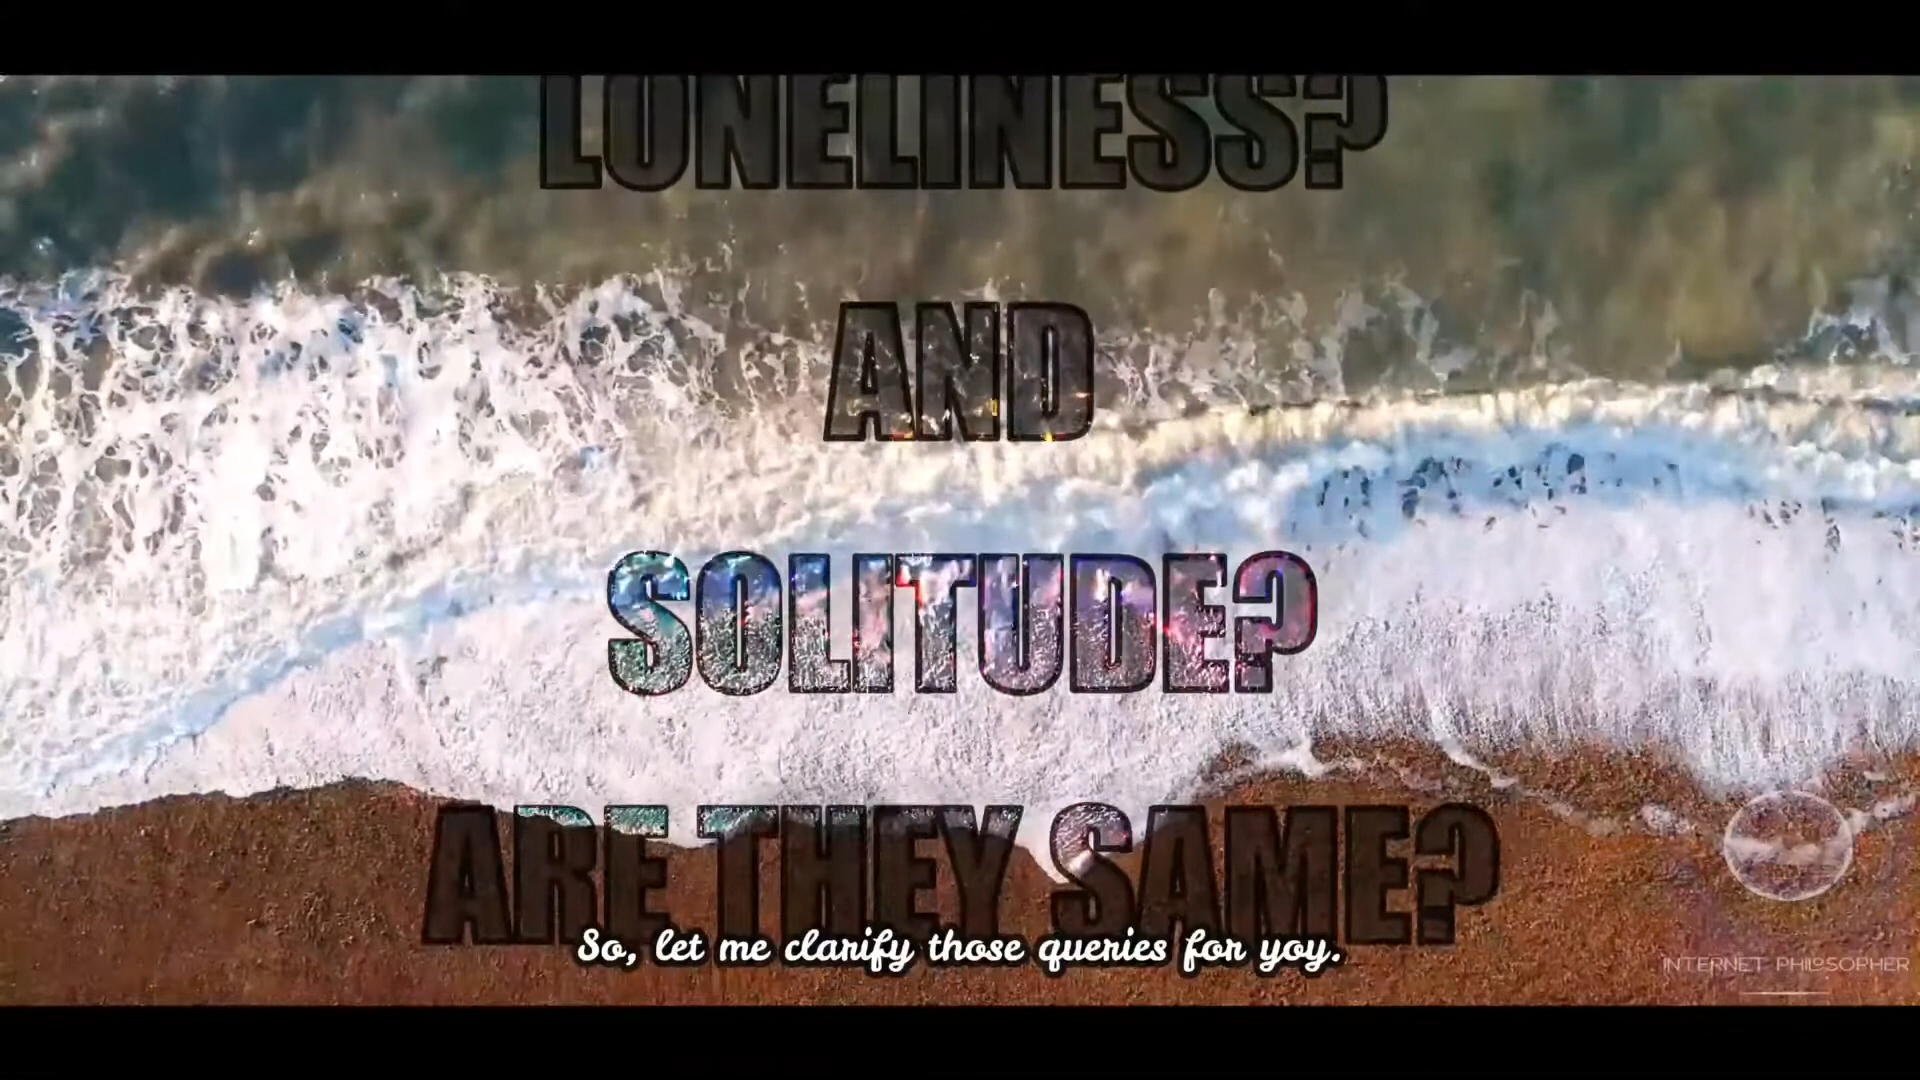 LONELINESS?
AND
SOLITUDE?
ARE THEY SAME?
So, let me clarify those queries for yoy.
INTERNET PHILOSOPHER